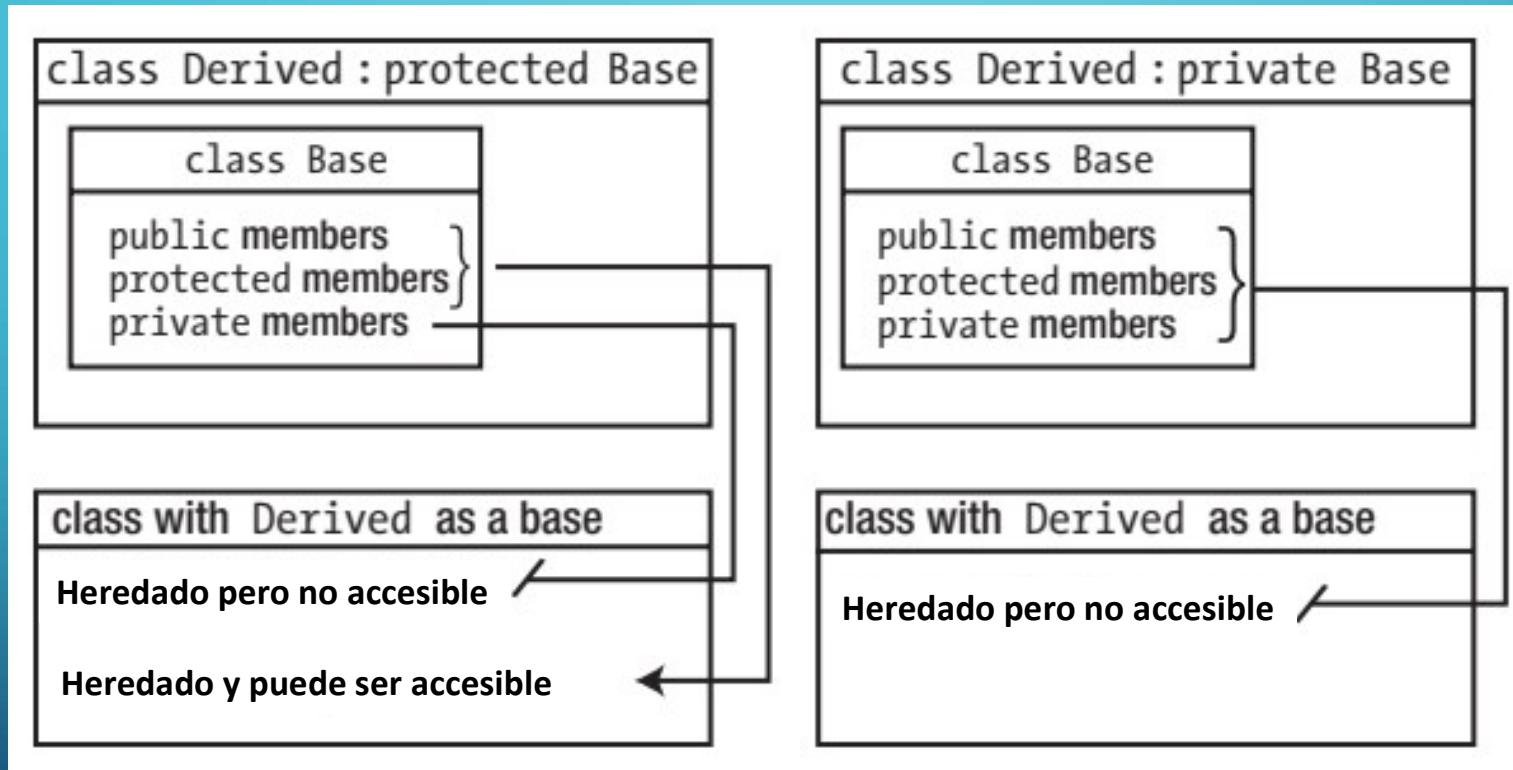 class Derived : protected Base
class Base
public members
protected members
private members
class with Derived as a base
Heredado pero no accesible
Heredado y puede ser accesible
class Derived : private Base
class Base
public members
protected members
private members
class with Derived as a base
Heredado pero no accesible